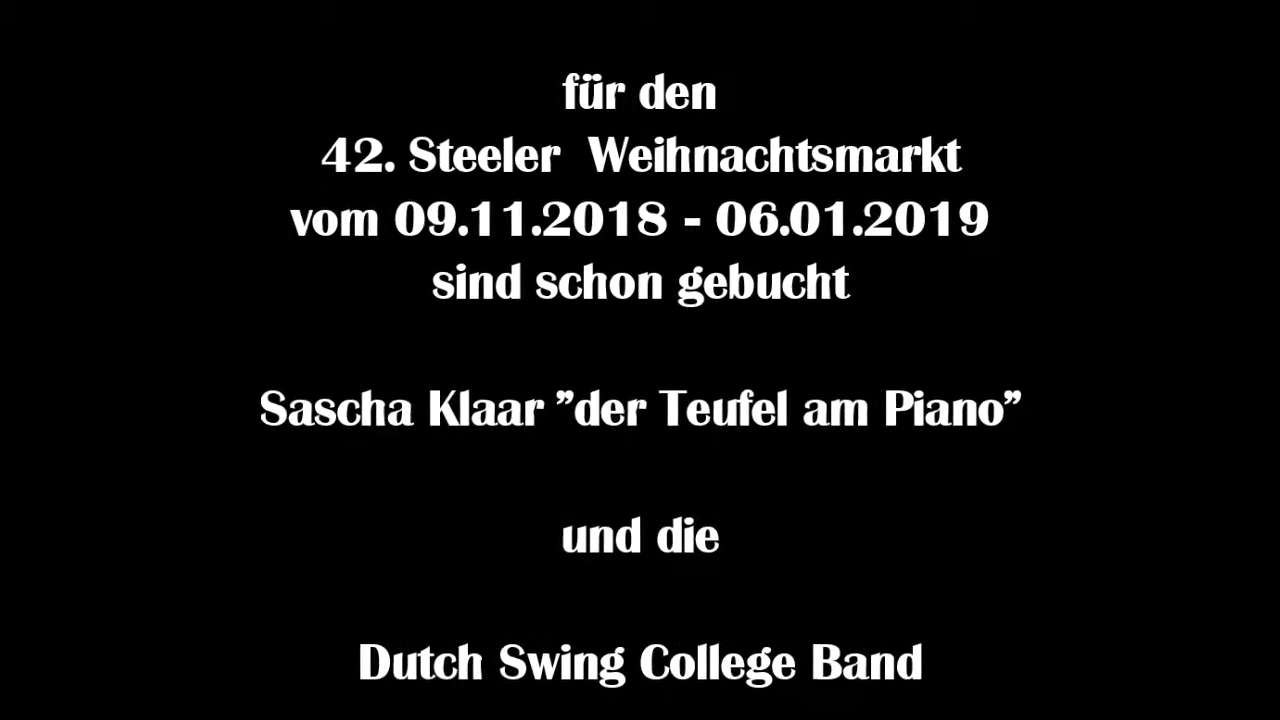 für den
42. Steeler Weihnachtsmarkt
vom 09.11.2018 - 06.01.2019
sind schon gebucht
Sascha Klaar ”der Teufel am Piano”
und die
Dutch Swing College Band